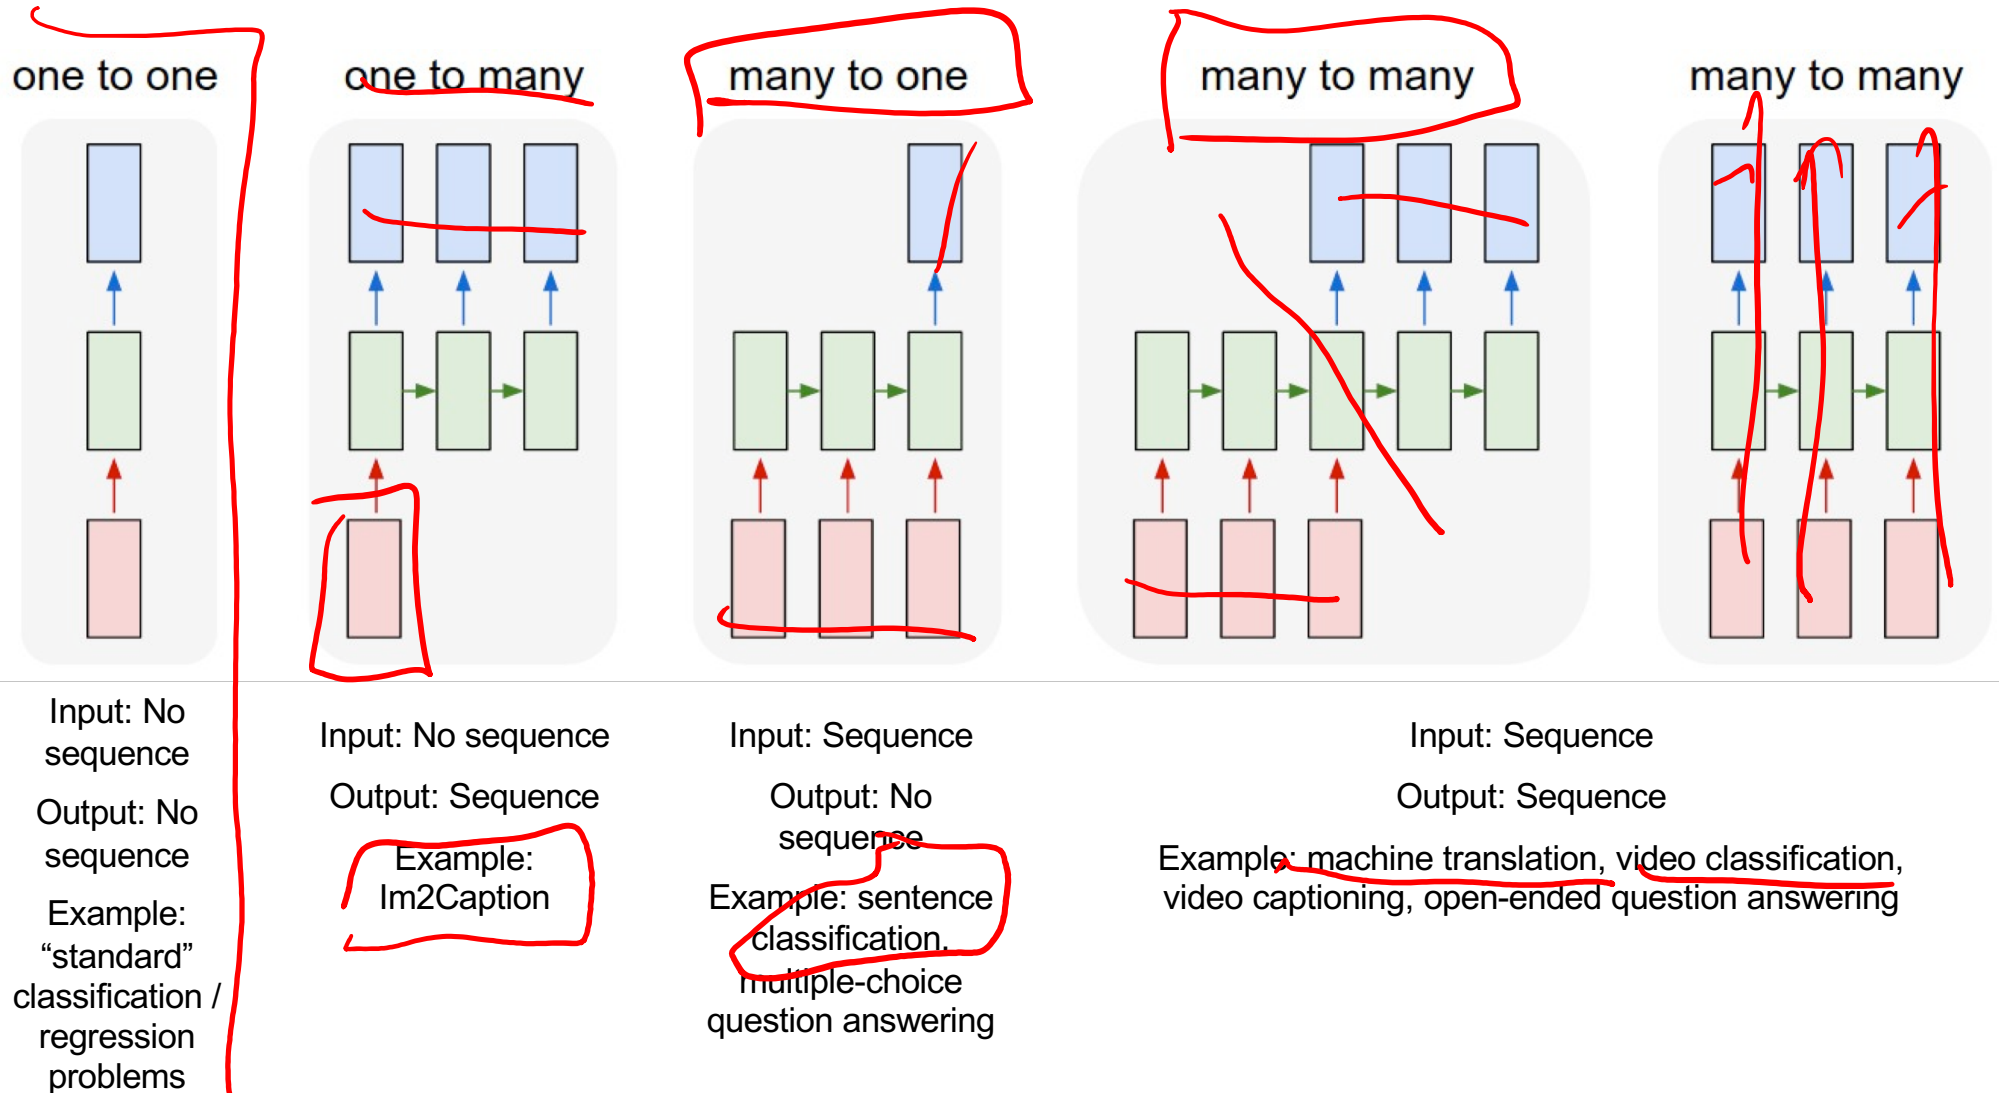 one to one
one to many
many to one
many to many
many to many
Input: No
sequence
Output: No
sequence
Example:
“standard”
classification /
regression
problems
Input: No sequence
Output: Sequence
Example:
Im2Caption
Input: Sequence
Output: No
sequence
Example: sentence
classification,
multiple-choice
question answering
Input: Sequence
Output: Sequence
Example: machine translation, video classification,
video captioning, open-ended question answering